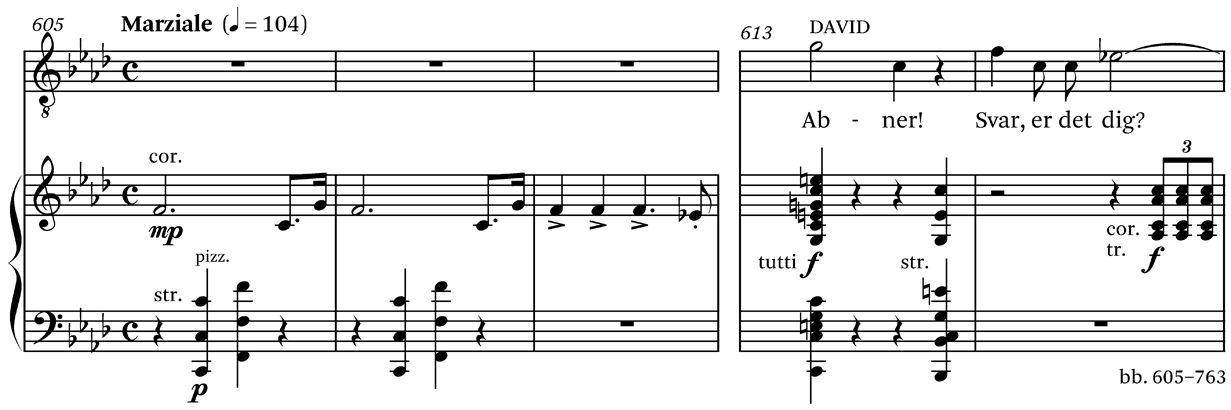 605 Marziale (♩ = 104)
613 DAVID
8
Ab - ner! Svar, er det dig?
cor.
mp
3
cor.
tr. f
pizz.
tutti f str.
str.
p
bb. 605–763